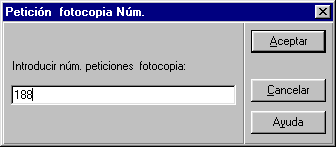 Petición fotocopia Núm.
Aceptar
Introducir núm. peticiones fotocopia:
188
Cancelar
Ayuda